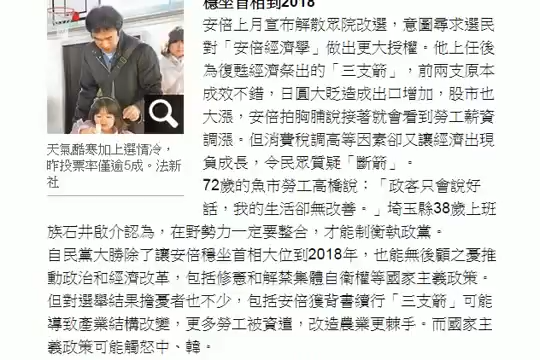 穩坐首相到2018
安倍上月宣布解散眾院改選，意圖尋求選民
對「安倍經濟學」做出更大授權。他上任後
為復甦經濟祭出的「三支箭」，前兩支原本
成效不錯，日圓大貶造成出口增加，股市也
大漲，安倍拍胸脯說接著就會看到勞工薪資
調漲。但消費稅調高等因素卻又讓經濟出現
負成長，令民眾質疑「斷箭」。
72歲的魚市勞工高橋說：「政客只會說好
話，我的生活卻無改善。」埼玉縣38歲上班
族石井啟介認為，在野勢力一定要整合，才能制衡執政黨。
自民黨大勝除了讓安倍穩坐首相大位到2018年，也能無後顧之憂推
動政治和經濟改革，包括修憲和解禁集體自衛權等國家主義政策。
但對選舉結果擔憂者也不少，包括安倍獲背書續行「三支箭」可能
導致產業結構改變，更多勞工被資遣，改造農業更棘手。而國家主
義政策可能觸怒中、韓。
天氣酷寒加上選情冷，
昨投票率僅逾5成。法新
社